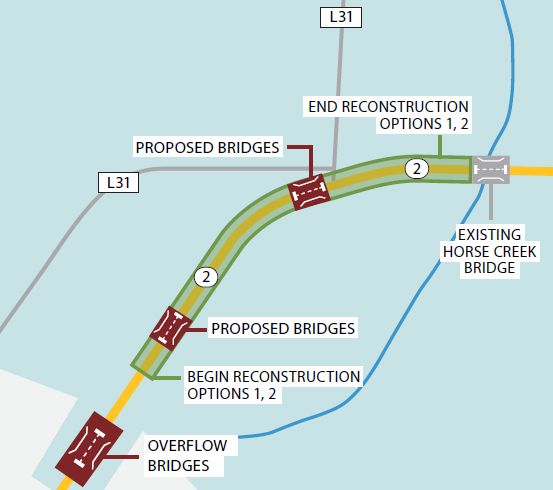 L31
END RECONSTRUCTION
OPTIONS 1, 2
PROPOSED BRIDGES
2
L31
EXISTING
HORSE CREEK
BRIDGE
2
PROPOSED BRIDGES
BEGIN RECONSTRUCTION
OPTIONS 1, 2
OVERFLOW
BRIDGES